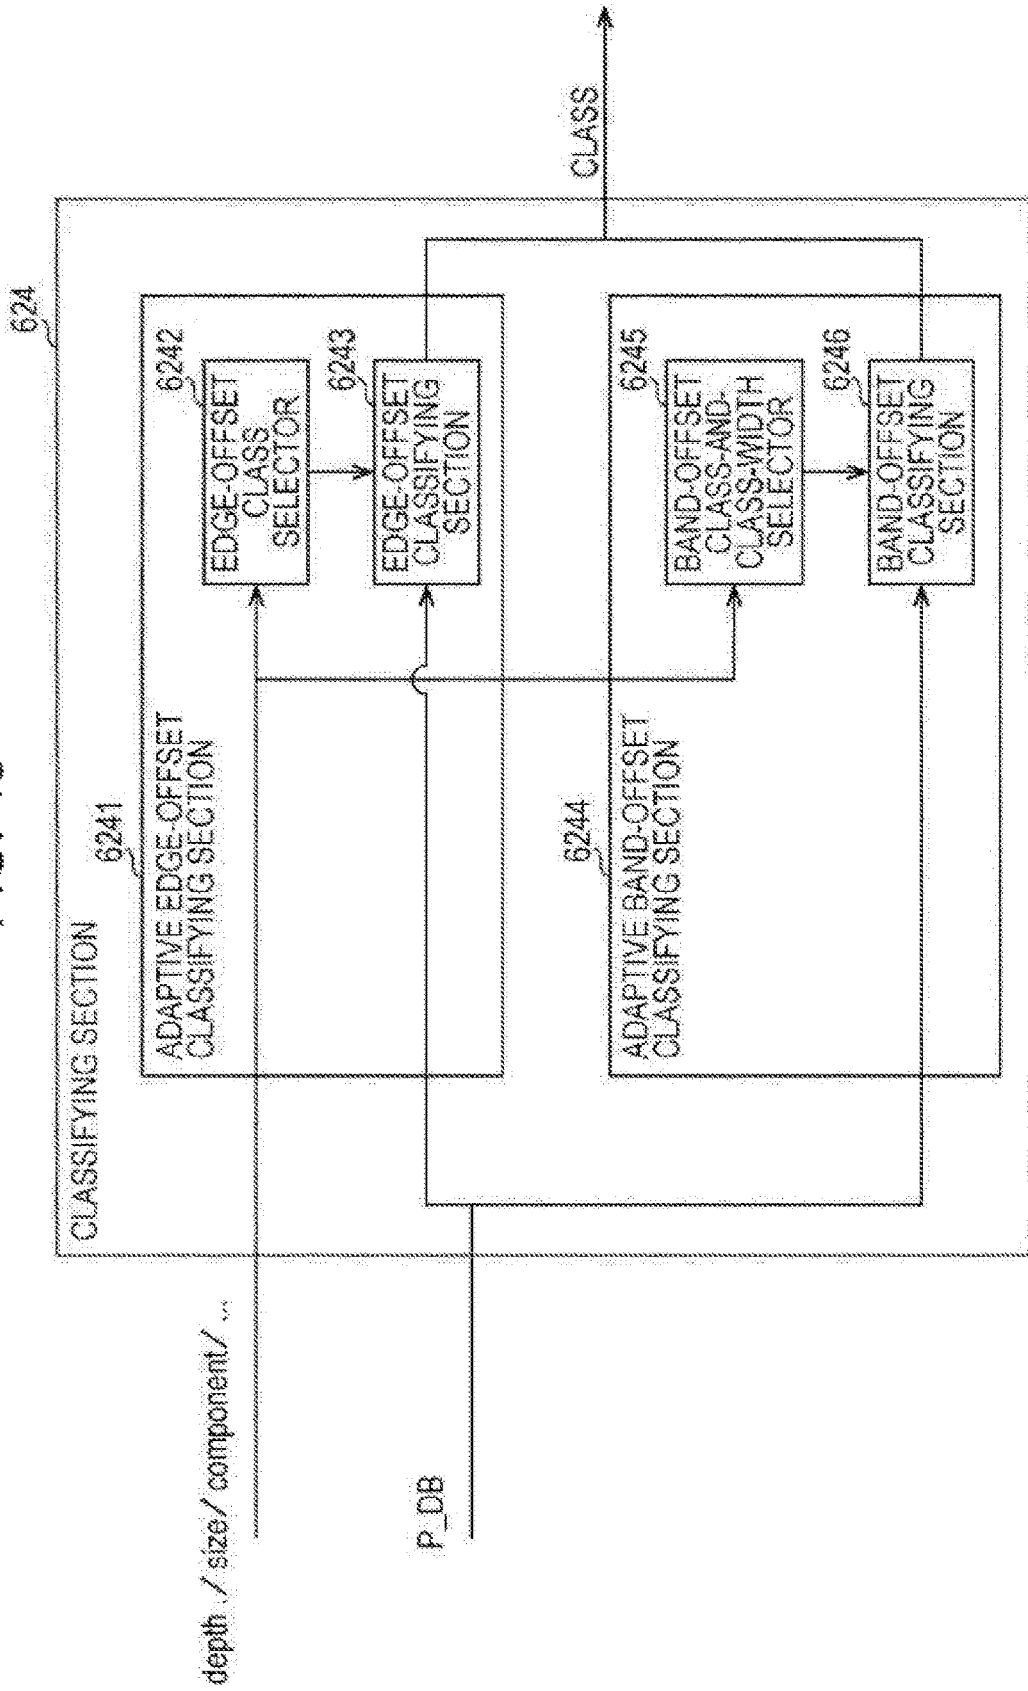 624
CLASSIFYING SECTION
6241
ADAPTIVE EDGE-OFFSET
CLASSIFYING SECTION
6242
EDGE-OFFSET
CLASS
SELECTOR
6243
EDGE-OFFSET
CLASSIFYING
SECTION
6244
ADAPTIVE BAND-OFFSET
CLASSIFYING SECTION
6245
BAND-OFFSET
CLASS-AND-
CLASS-WIDTH
SELECTOR
6246
BAND-OFFSET
CLASSIFYING
SECTION
depth / size / component / ...
P_DB
CLASS